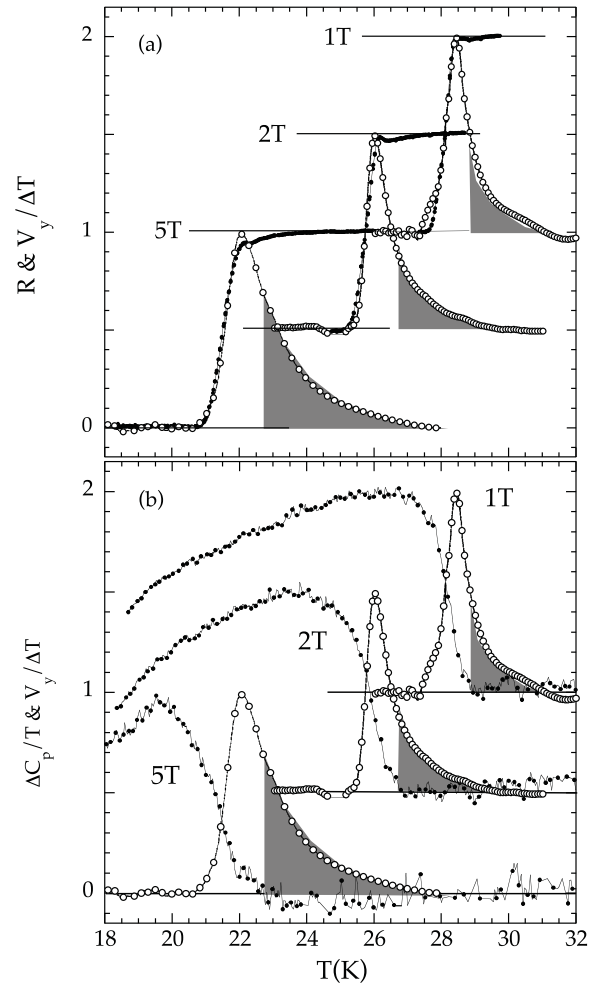 (a)
1T
2T
5T
2
1
0
R & V_y/ΔT
(b)
1T
2T
5T
2
1
0
ΔC_p/T & V_y/ΔT
18 20 22 24 26 28 30 32
T(K)